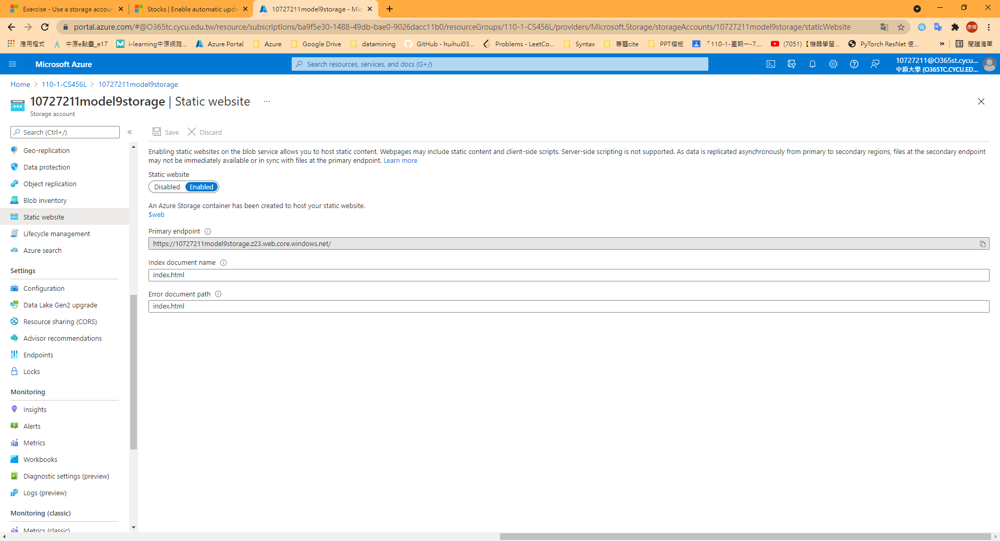 Exercise - Use a storage accoun
Stocks | Enable automatic upda
10727211model9storage - Mic
portal.azure.com/#@O365tc.cycu.edu.tw/resource/subscriptions/ba9f5e30-1488-49db-bae0-9026dacc11b0/resourceGroups/110-1-CS456L/providers/Microsoft.Storage/storageAccounts/10727211model9storage/staticWebsite
彥輝
應用程式
中原e點靈_e17
i-learning中原網路...
Azure Portal
Azure
Google Drive
datamining
GitHub - huihui03...
Problems - LeetCo...
Syntax
專題cite
PPT模板
「110-1-星期一-7....
(7051) 【機器學習...
PyTorch ResNet 使...
»
閱讀清單
Microsoft Azure
Search resources, services, and docs (G+/)
10727211@O365st.cycu...
中原大學 (O365TC.CYCU.ED...
Home > 110-1-CS456L > 10727211model9storage
10727211model9storage | Static website ...
Storage account
Search (Ctrl+/)
«
Geo-replication
Data protection
Object replication
Blob inventory
Static website
Lifecycle management
Azure search
Settings
Configuration
Data Lake Gen2 upgrade
Resource sharing (CORS)
Advisor recommendations
Endpoints
Locks
Monitoring
Insights
Alerts
Metrics
Workbooks
Diagnostic settings (preview)
Logs (preview)
Monitoring (classic)
Metrics (classic)
Save
Discard
Enabling static websites on the blob service allows you to host static content. Webpages may include static content and client-side scripts. Server-side scripting is not supported. As data is replicated asynchronously from primary to secondary regions, files at the secondary endpoint
may not be immediately available or in sync with files at the primary endpoint. Learn more
Static website
Disabled Enabled
An Azure Storage container has been created to host your static website.
$web
Primary endpoint
https://10727211model9storage.z23.web.core.windows.net/
Index document name
index.html
Error document path
index.html